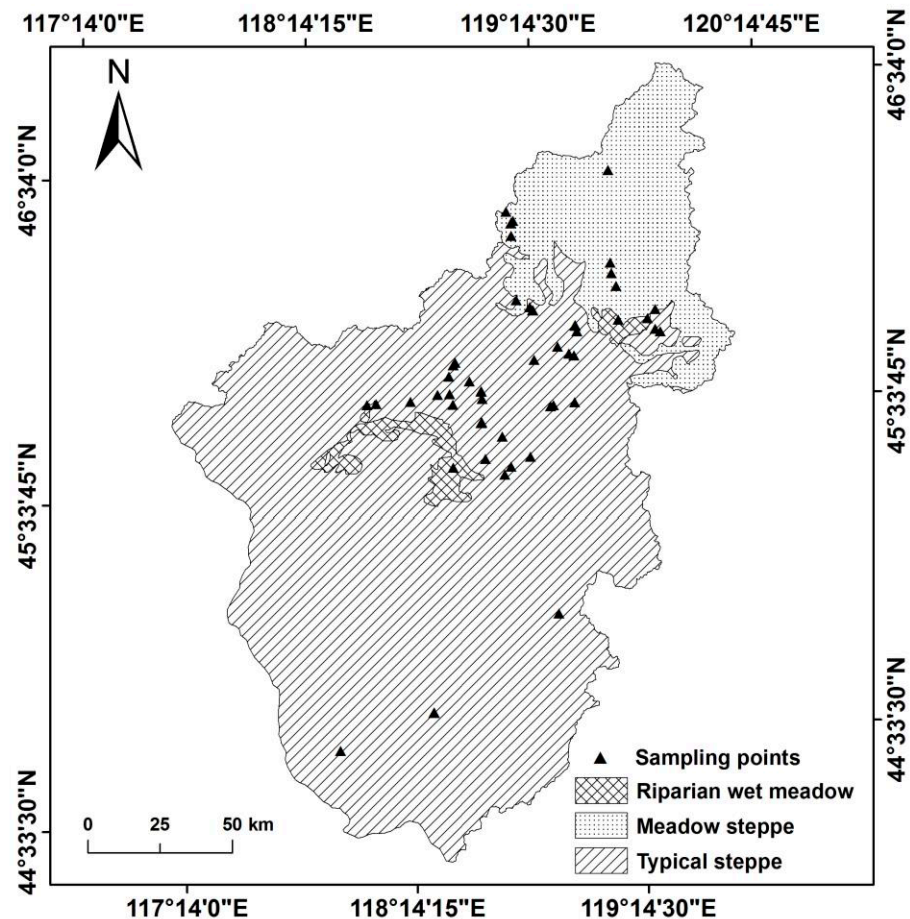 117°14'0"E 118°14'15"E 119°14'30"E 120°14'45"E
N
46°34'0"N
46°34'0"N
45°33'45"N
45°33'45"N
44°33'30"N
44°33'30"N
Sampling points
Riparian wet meadow
Meadow steppe
Typical steppe
0 25 50 km
117°14'0"E 118°14'15"E 119°14'30"E